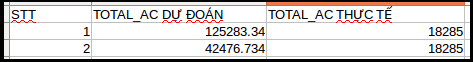 STT TOTAL_AC DỰ ĐOÁN TOTAL_AC THỰC TẾ
1 125283.34 18285
2 42476.734 18285